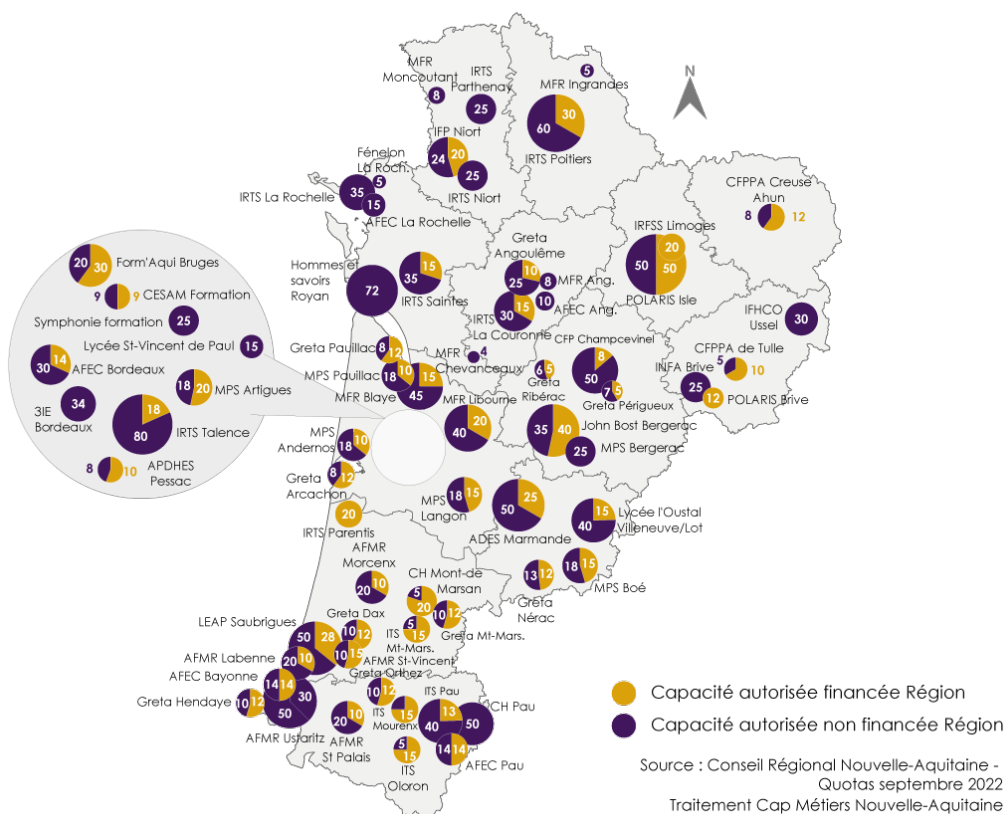 N
MFR
Moncoutant
8
IRTS
Parthenay
25
5
MFR Ingrandes
30
60
IRTS Poitiers
IFP Niort
24
20
25
IRTS Niort
Fénelon
La Roch.
5
IRTS La Rochelle
35
15
AFEC La Rochelle
CFPPA Creuse
Ahun
8
12
IRFSS Limoges
20
50
50
POLARIS Isle
Hommes et
savoirs
Royan
72
15
35
IRTS Saintes
Greta
Angoulême
10
25
8
MFR Ang.
10
AFEC Ang.
15
30
IRTS
La Couronne
IFHCO
Ussel
30
CFPPA de Tulle
5
10
INFA Brive
25
12
POLARIS Brive
Form'Aqui Bruges
20
30
9
9
CESAM Formation
Symphonie formation
25
Lycée St-Vincent de Paul
15
14
30
AFEC Bordeaux
18
20
MPS Artigues
3IE
Bordeaux
34
18
80
IRTS Talence
8
10
APDHES
Pessac
Greta Pauillac
8
12
MPS Pauillac
18
10
MFR Blaye
15
45
MFR
Chevanceaux
4
CFP Champcevinel
8
50
6
5
Greta
Ribérac
7
5
Greta Périgueux
MFR Libourne
20
40
35
40
John Bost Bergerac
25
MPS Bergerac
MPS
Andernos
10
18
Greta
Arcachon
8
12
20
IRTS Parentis
MPS
Langon
18
15
25
50
ADES Marmande
15
40
Lycée l'Oustal
Villeneuve/Lot
18
15
MPS Boé
13
12
Greta
Nérac
AFMR
Morcenx
10
20
CH Mont-de
Marsan
5
20
10
12
Greta Mt-Mars.
5
15
ITS
Mt-Mars.
Greta Dax
10
12
LEAP Saubrigues
50
28
10
15
AFMR St-Vincent
AFMR Labenne
20
10
AFEC Bayonne
14
14
Greta Hendaye
10
12
30
50
AFMR Ustaritz
Greta Orthez
10
12
ITS
Mourenx
15
10
20
AFMR
St Palais
ITS Pau
13
40
CH Pau
50
14
14
AFEC Pau
5
15
ITS
Oloron
Capacité autorisée financée Région
Capacité autorisée non financée Région
Source : Conseil Régional Nouvelle-Aquitaine -
Quotas septembre 2022
Traitement Cap Métiers Nouvelle-Aquitaine